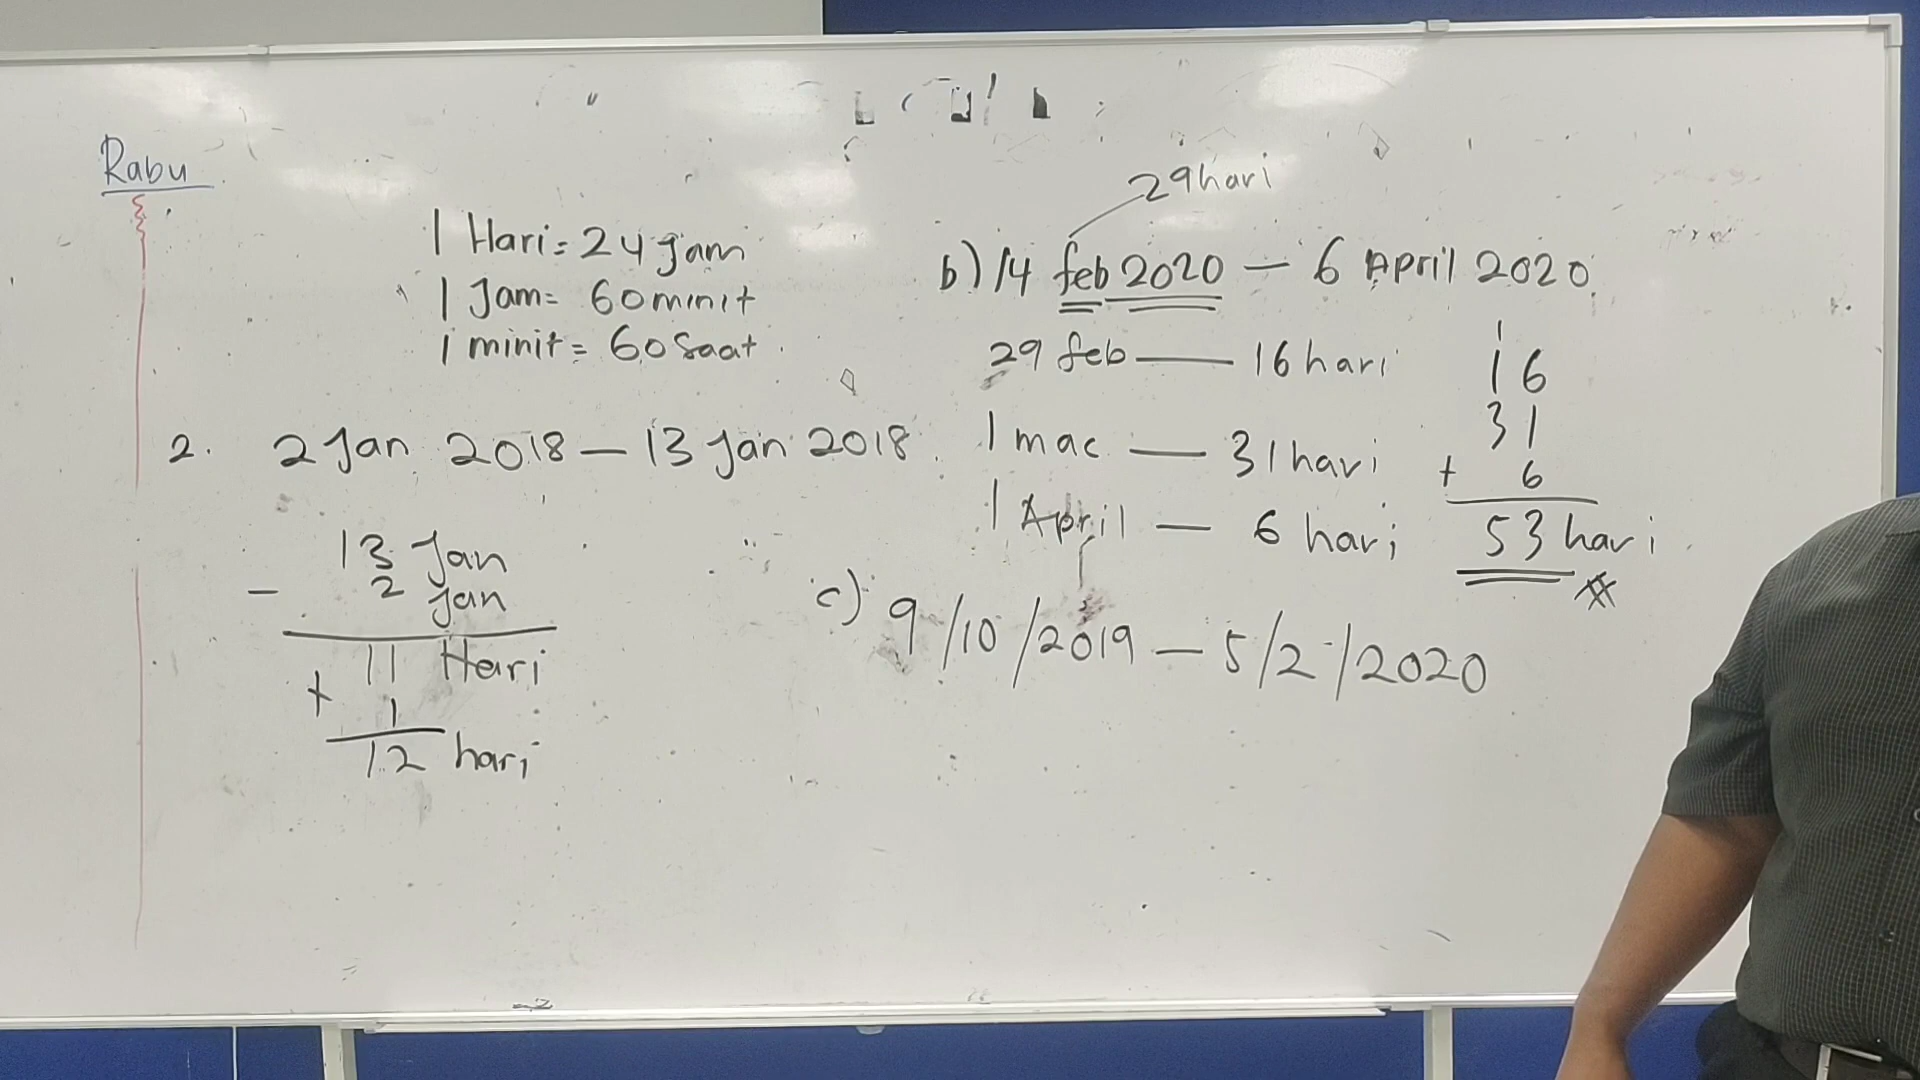 Rabu
1 Hari = 24 jam
1 Jam = 60 minit
1 minit = 60 Saat
2. 2 Jan 2018 — 13 Jan 2018
13 Jan
- 2 Jan
11 Hari
+ 1
12 hari
29 hari
b) 14 feb 2020 — 6 April 2020
29 feb — 16 hari
1 mac — 31 hari
1 April — 6 hari
1
16
31
+ 6
53 hari
c) 9/10/2019 — 5/2/2020